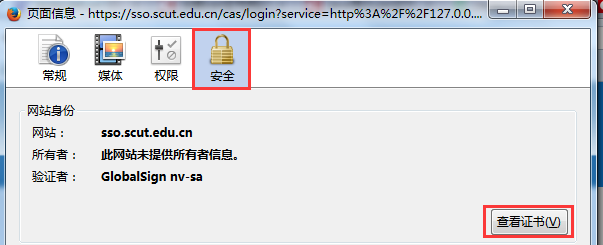 页面信息 - https://sso.scut.edu.cn/cas/login?service=http%3A%2F%2F127.0.0....
常规 媒体 权限 安全
网站身份
网站： sso.scut.edu.cn
所有者： 此网站未提供所有者信息。
验证者： GlobalSign nv-sa
查看证书(V)